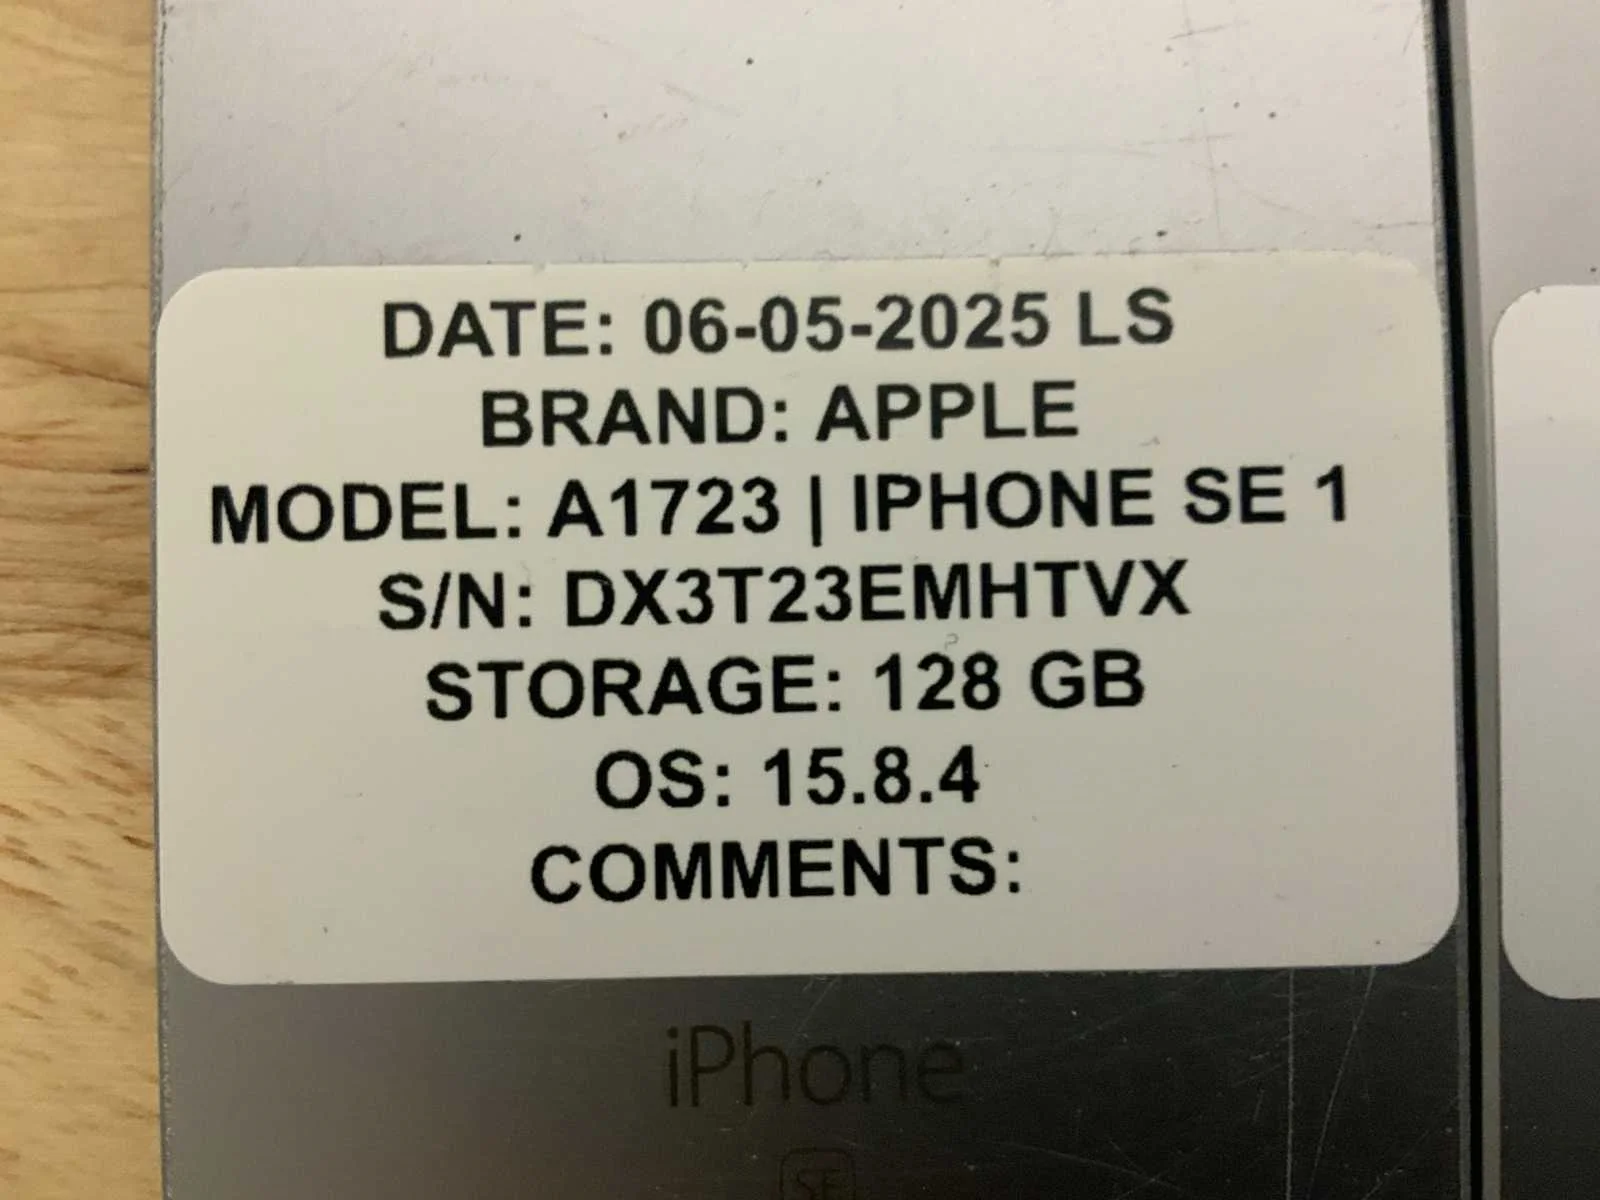 DATE: 06-05-2025 LS
BRAND: APPLE
MODEL: A1723 | IPHONE SE 1
S/N: DX3T23EMHTVX
STORAGE: 128 GB
OS: 15.8.4
COMMENTS:
iPhone
SE